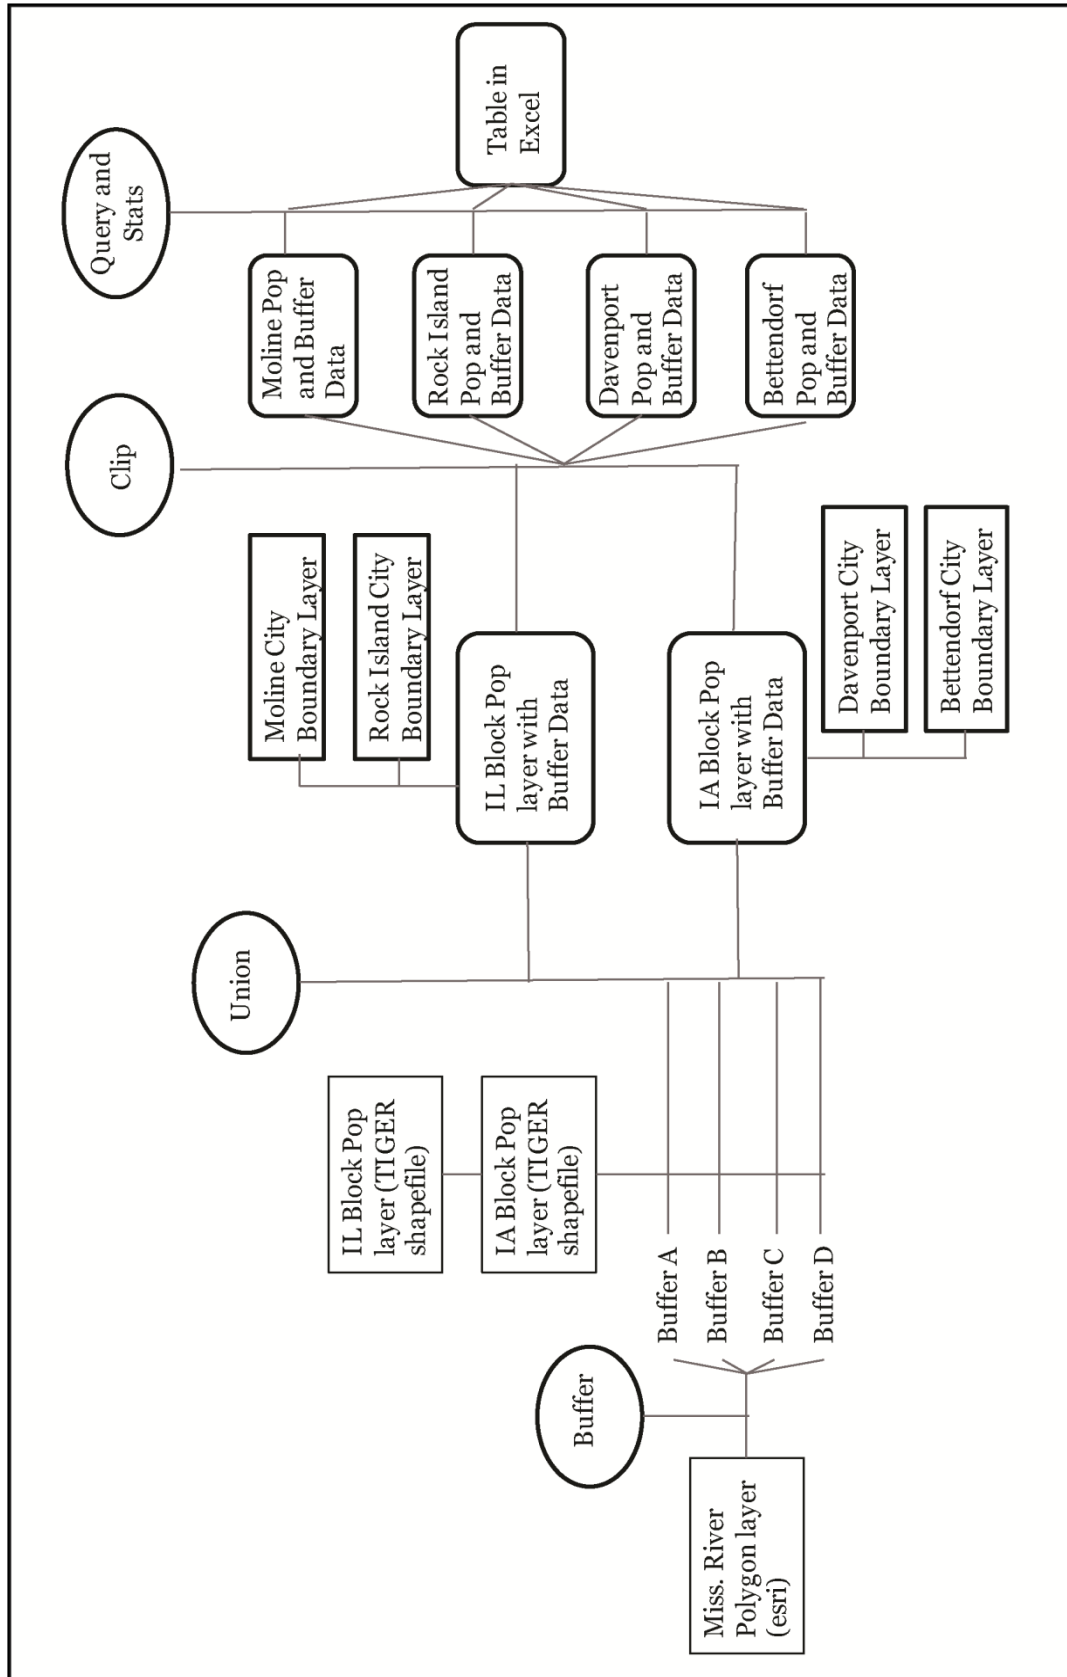 Miss. River
Polygon layer
(esri)
Buffer
Buffer A
Buffer B
Buffer C
Buffer D
IL Block Pop
layer (TIGER
shapefile)
IA Block Pop
layer (TIGER
shapefile)
Union
IL Block Pop
layer with
Buffer Data
IA Block Pop
layer with
Buffer Data
Moline City
Boundary Layer
Rock Island City
Boundary Layer
Davenport City
Boundary Layer
Bettendorf City
Boundary Layer
Clip
Moline Pop
and Buffer
Data
Rock Island
Pop and
Buffer Data
Davenport
Pop and
Buffer Data
Bettendorf
Pop and
Buffer Data
Query and
Stats
Table in
Excel